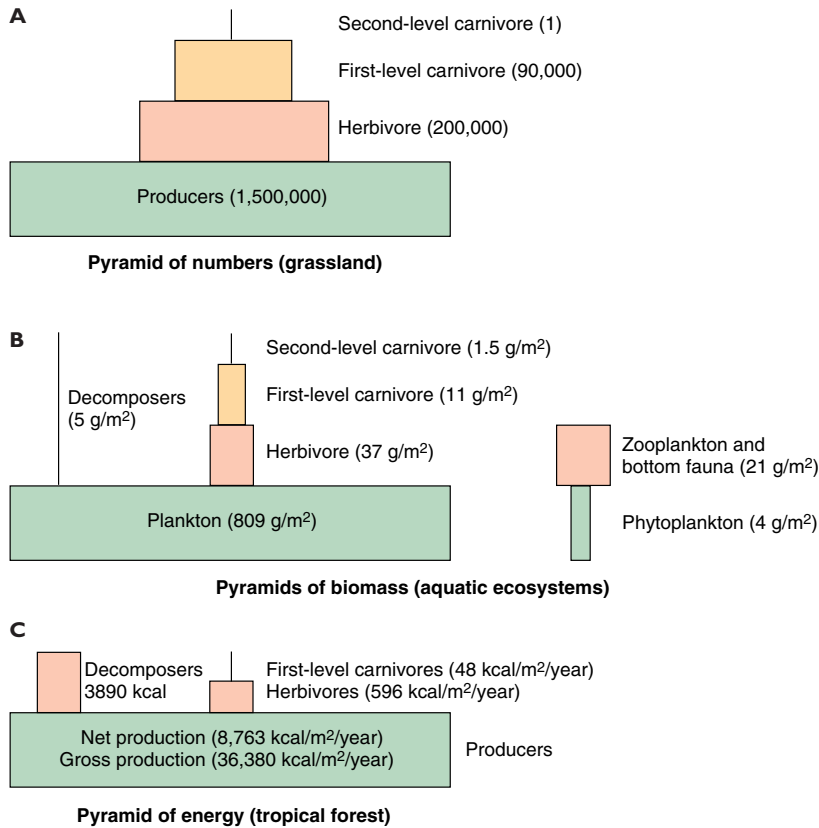 A
Second-level carnivore (1)
First-level carnivore (90,000)
Herbivore (200,000)
Producers (1,500,000)
Pyramid of numbers (grassland)
B
Decomposers
(5 g/m²)
Second-level carnivore (1.5 g/m²)
First-level carnivore (11 g/m²)
Herbivore (37 g/m²)
Plankton (809 g/m²)
Zooplankton and
bottom fauna (21 g/m²)
Phytoplankton (4 g/m²)
Pyramids of biomass (aquatic ecosystems)
C
Decomposers
3890 kcal
First-level carnivores (48 kcal/m²/year)
Herbivores (596 kcal/m²/year)
Net production (8,763 kcal/m²/year)
Gross production (36,380 kcal/m²/year)
Producers
Pyramid of energy (tropical forest)